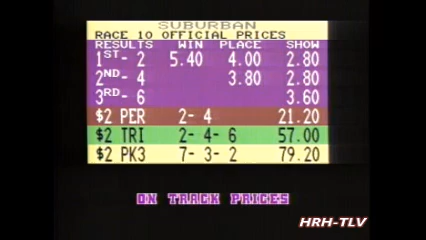 SUBURBAN
RACE 10 OFFICIAL PRICES
RESULTS WIN PLACE SHOW
1ST- 2 5.40 4.00 2.80
2ND- 4 3.80 2.80
3RD- 6 3.60
$2 PER 2- 4 21.20
$2 TRI 2- 4- 6 57.00
$2 PK3 7- 3- 2 79.20
ON TRACK PRICES
HRH-TLV